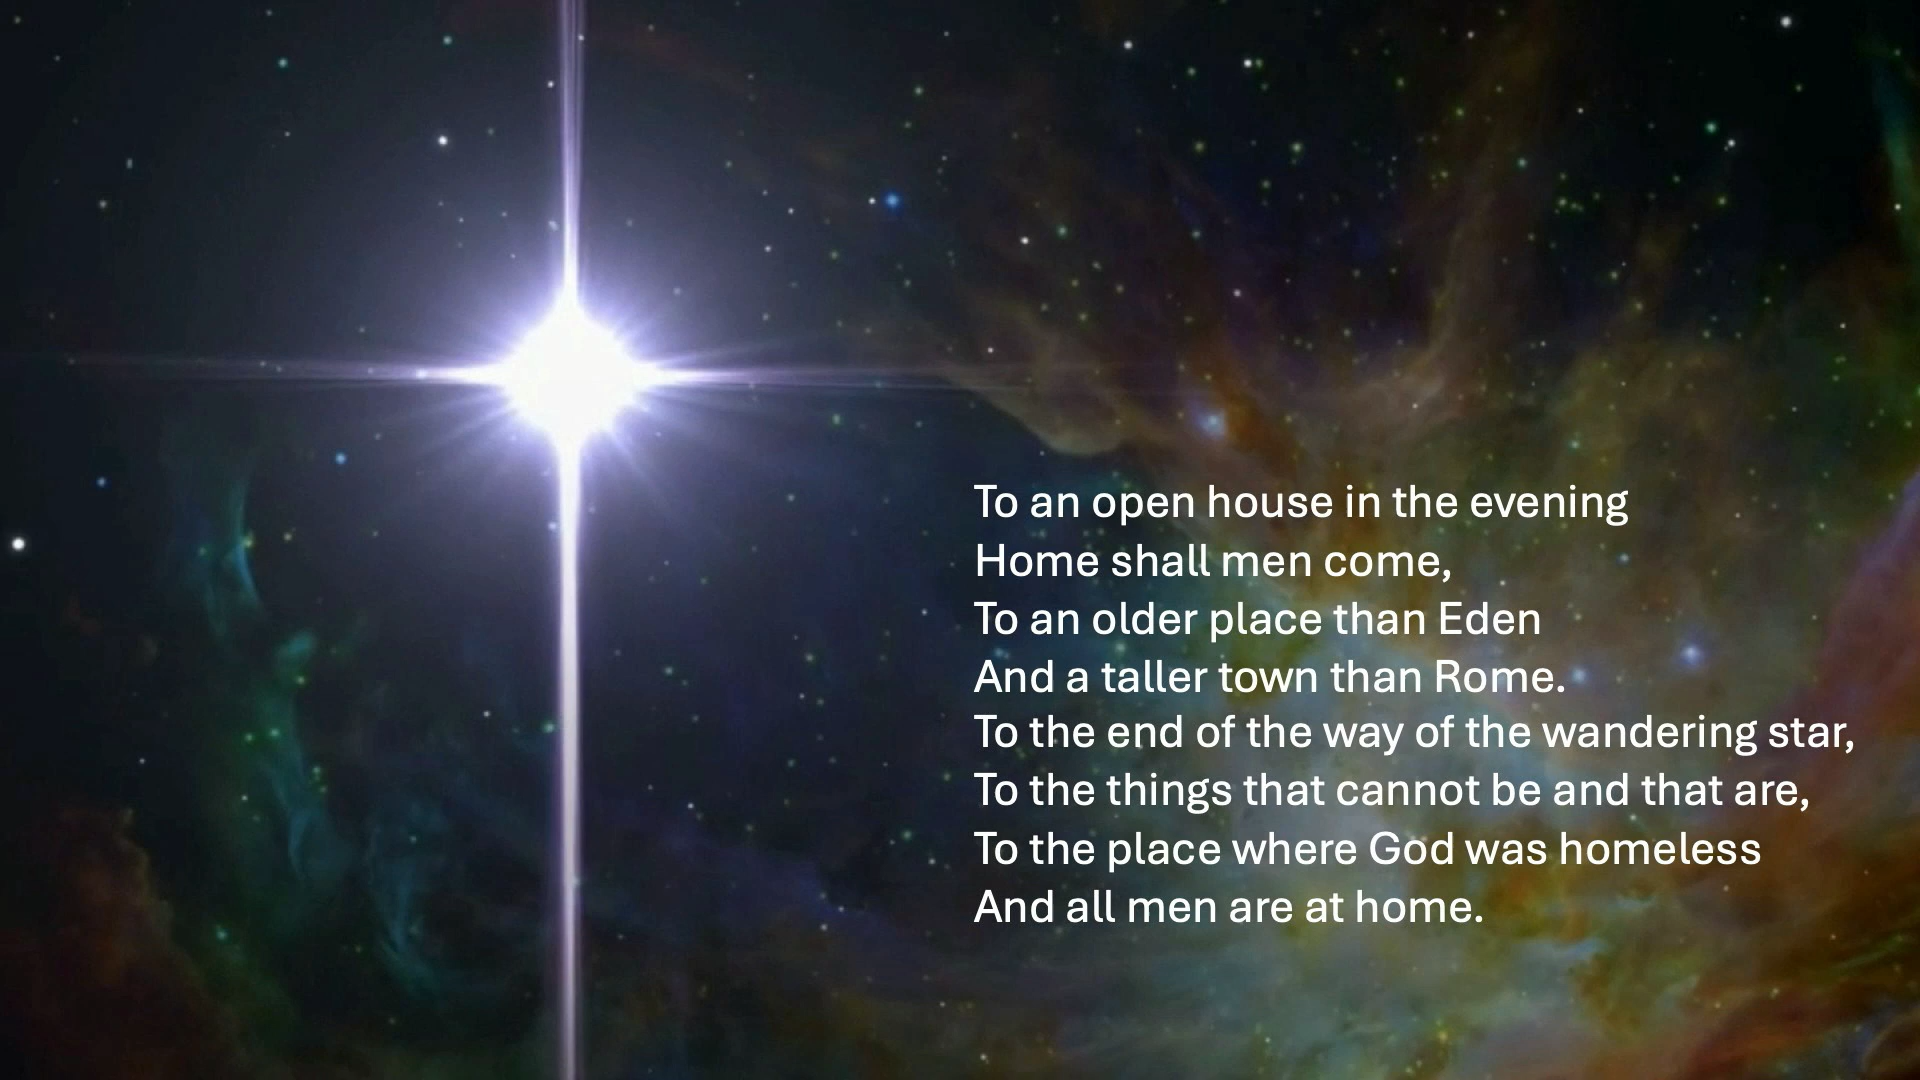 To an open house in the evening
Home shall men come,
To an older place than Eden
And a taller town than Rome.
To the end of the way of the wandering star,
To the things that cannot be and that are,
To the place where God was homeless
And all men are at home.